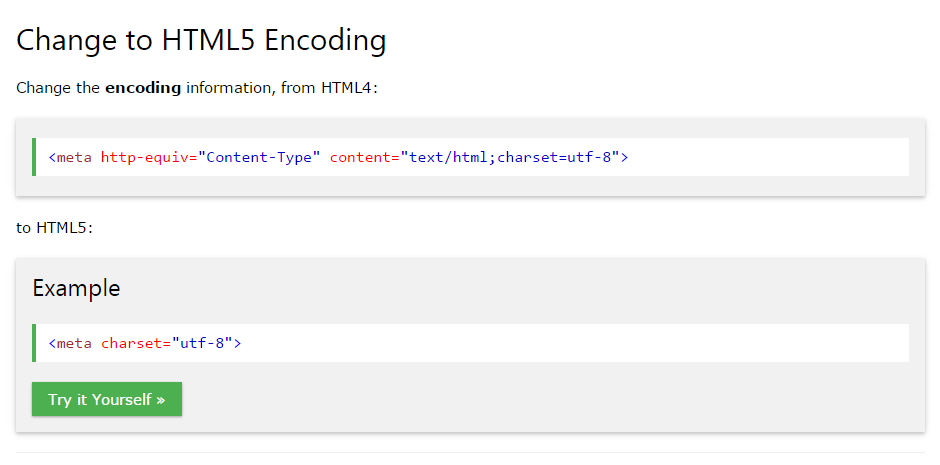 Change to HTML5 Encoding
Change the encoding information, from HTML4:
<meta http-equiv="Content-Type" content="text/html;charset=utf-8">
to HTML5:
Example
<meta charset="utf-8">
Try it Yourself »